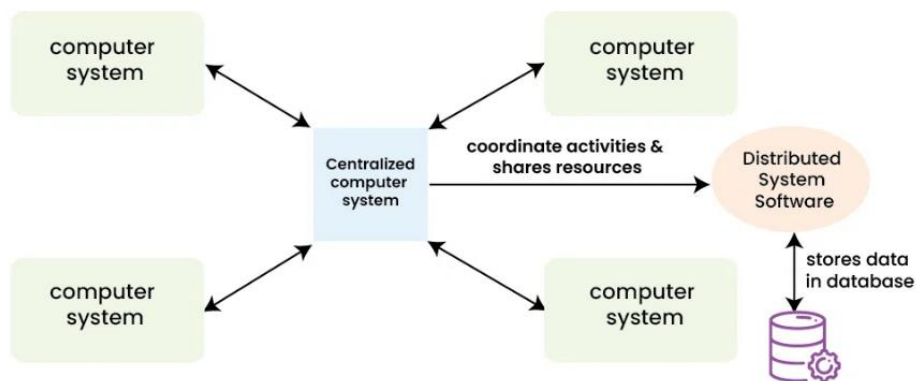 computer
system
computer
system
Centralized
computer
system
coordinate activities &
shares resources
Distributed
System
Software
stores data
in database
computer
system
computer
system